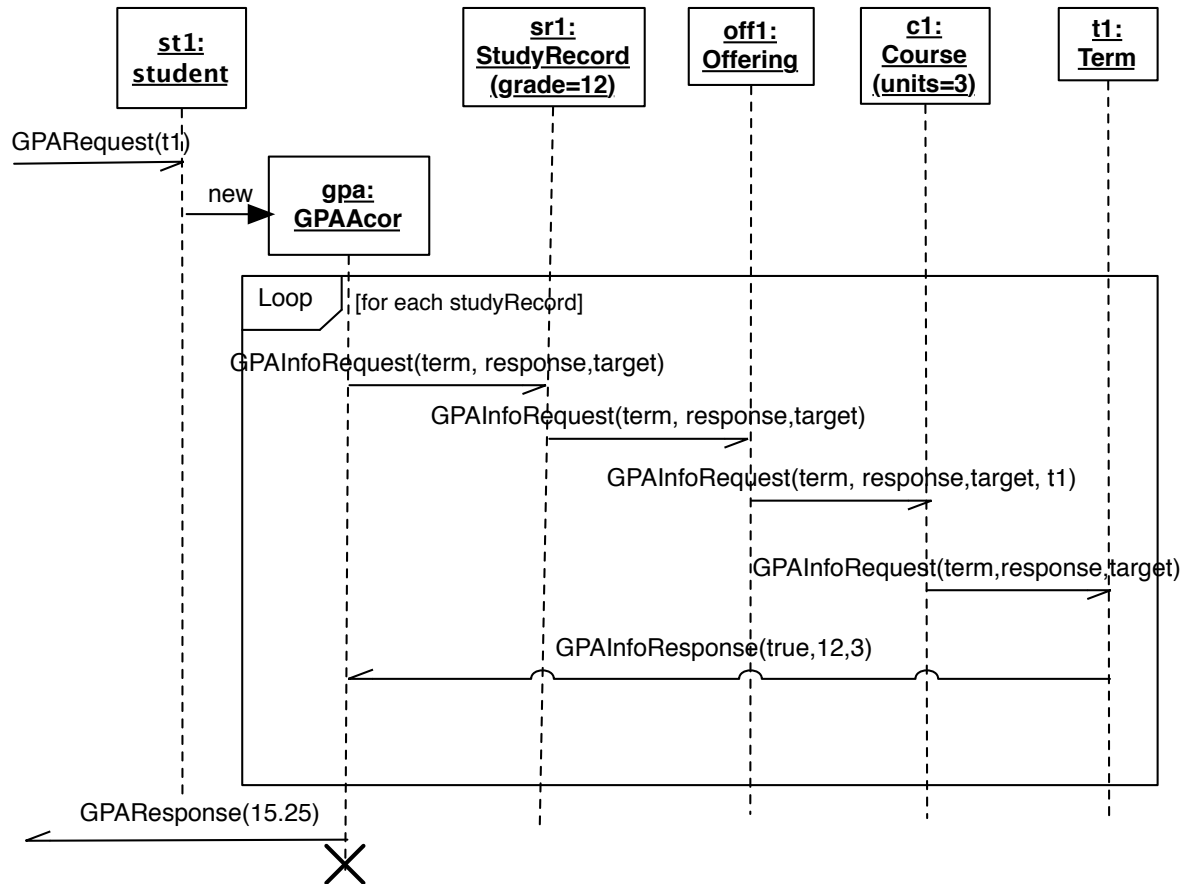 st1:
student
sr1:
StudyRecord
(grade=12)
off1:
Offering
c1:
Course
(units=3)
t1:
Term
GPARequest(t1)
new
gpa:
GPAAcor
Loop
[for each studyRecord]
GPAInfoRequest(term, response,target)
GPAInfoRequest(term, response,target)
GPAInfoRequest(term, response,target, t1)
GPAInfoRequest(term,response,target)
GPAInfoResponse(true,12,3)
GPAResponse(15.25)